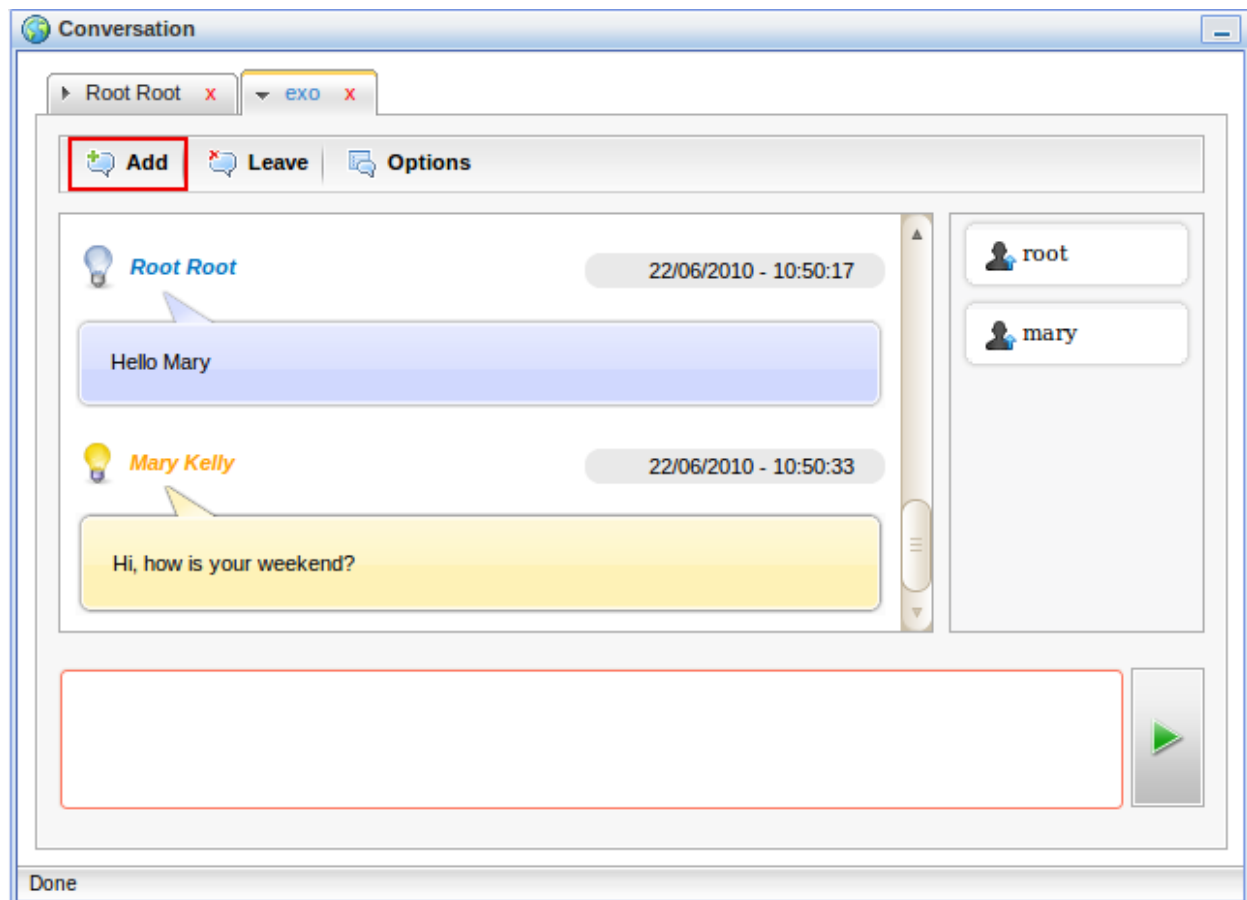 Conversation
Root Root x exo x
Add Leave Options
Root Root 22/06/2010 - 10:50:17
root
mary
Hello Mary
Mary Kelly 22/06/2010 - 10:50:33
Hi, how is your weekend?
Done